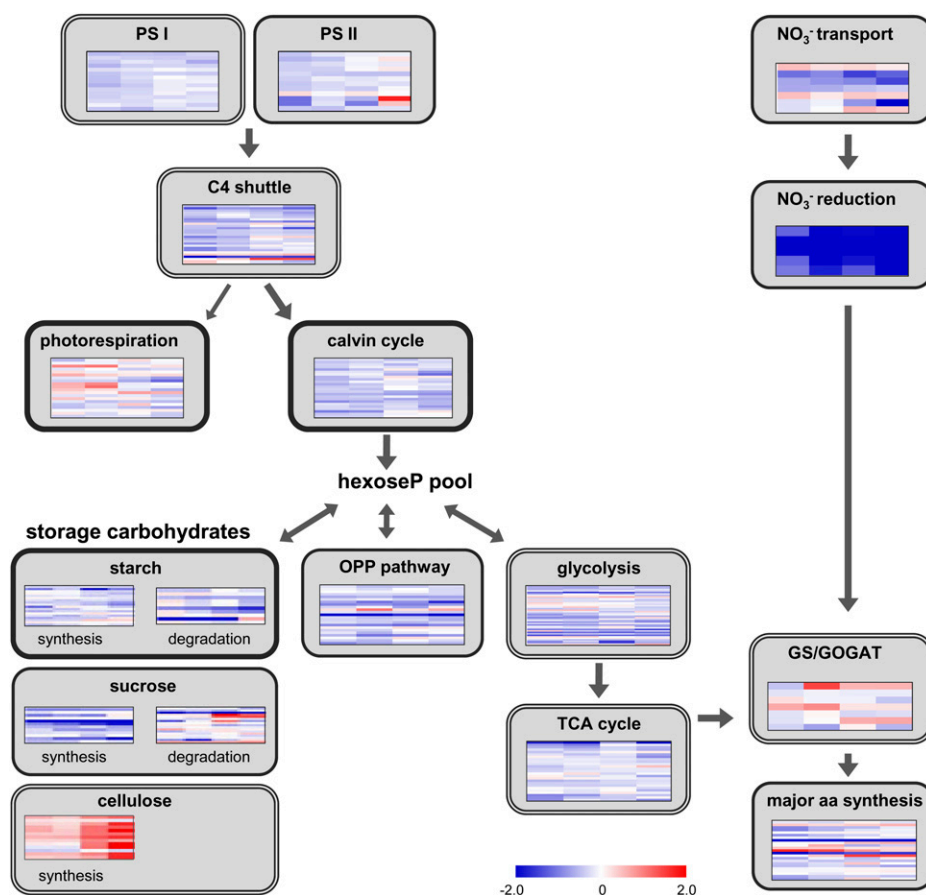 PS I
PS II
NO₃⁻ transport
C4 shuttle
NO₃⁻ reduction
photorespiration
calvin cycle
hexoseP pool
storage carbohydrates
starch
synthesis
degradation
OPP pathway
glycolysis
sucrose
synthesis
degradation
TCA cycle
GS/GOGAT
cellulose
synthesis
major aa synthesis
-2.0 0 2.0